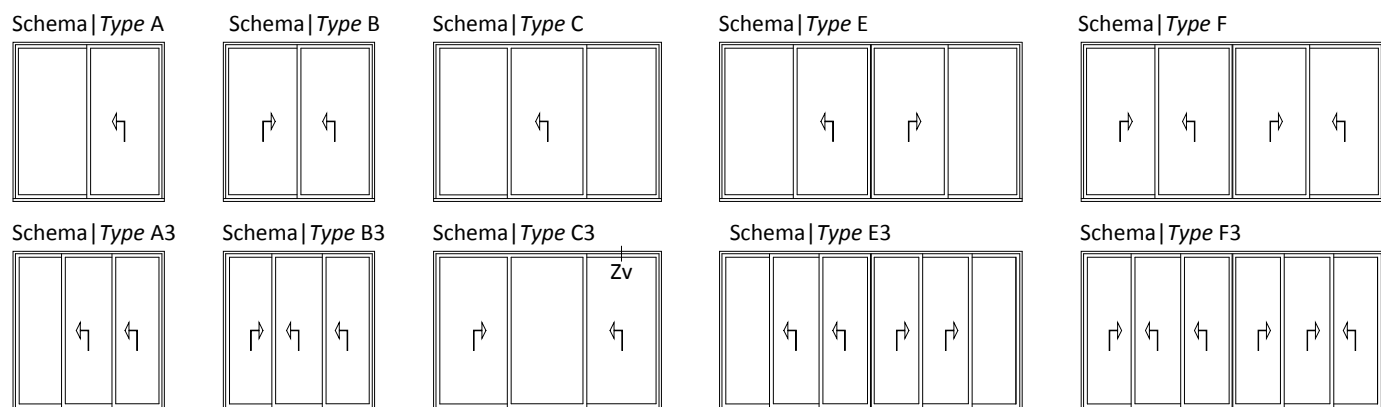 Schema|Type A
Schema|Type B
Schema|Type C
Schema|Type E
Schema|Type F
Schema|Type A3
Schema|Type B3
Schema|Type C3
Zv
Schema|Type E3
Schema|Type F3